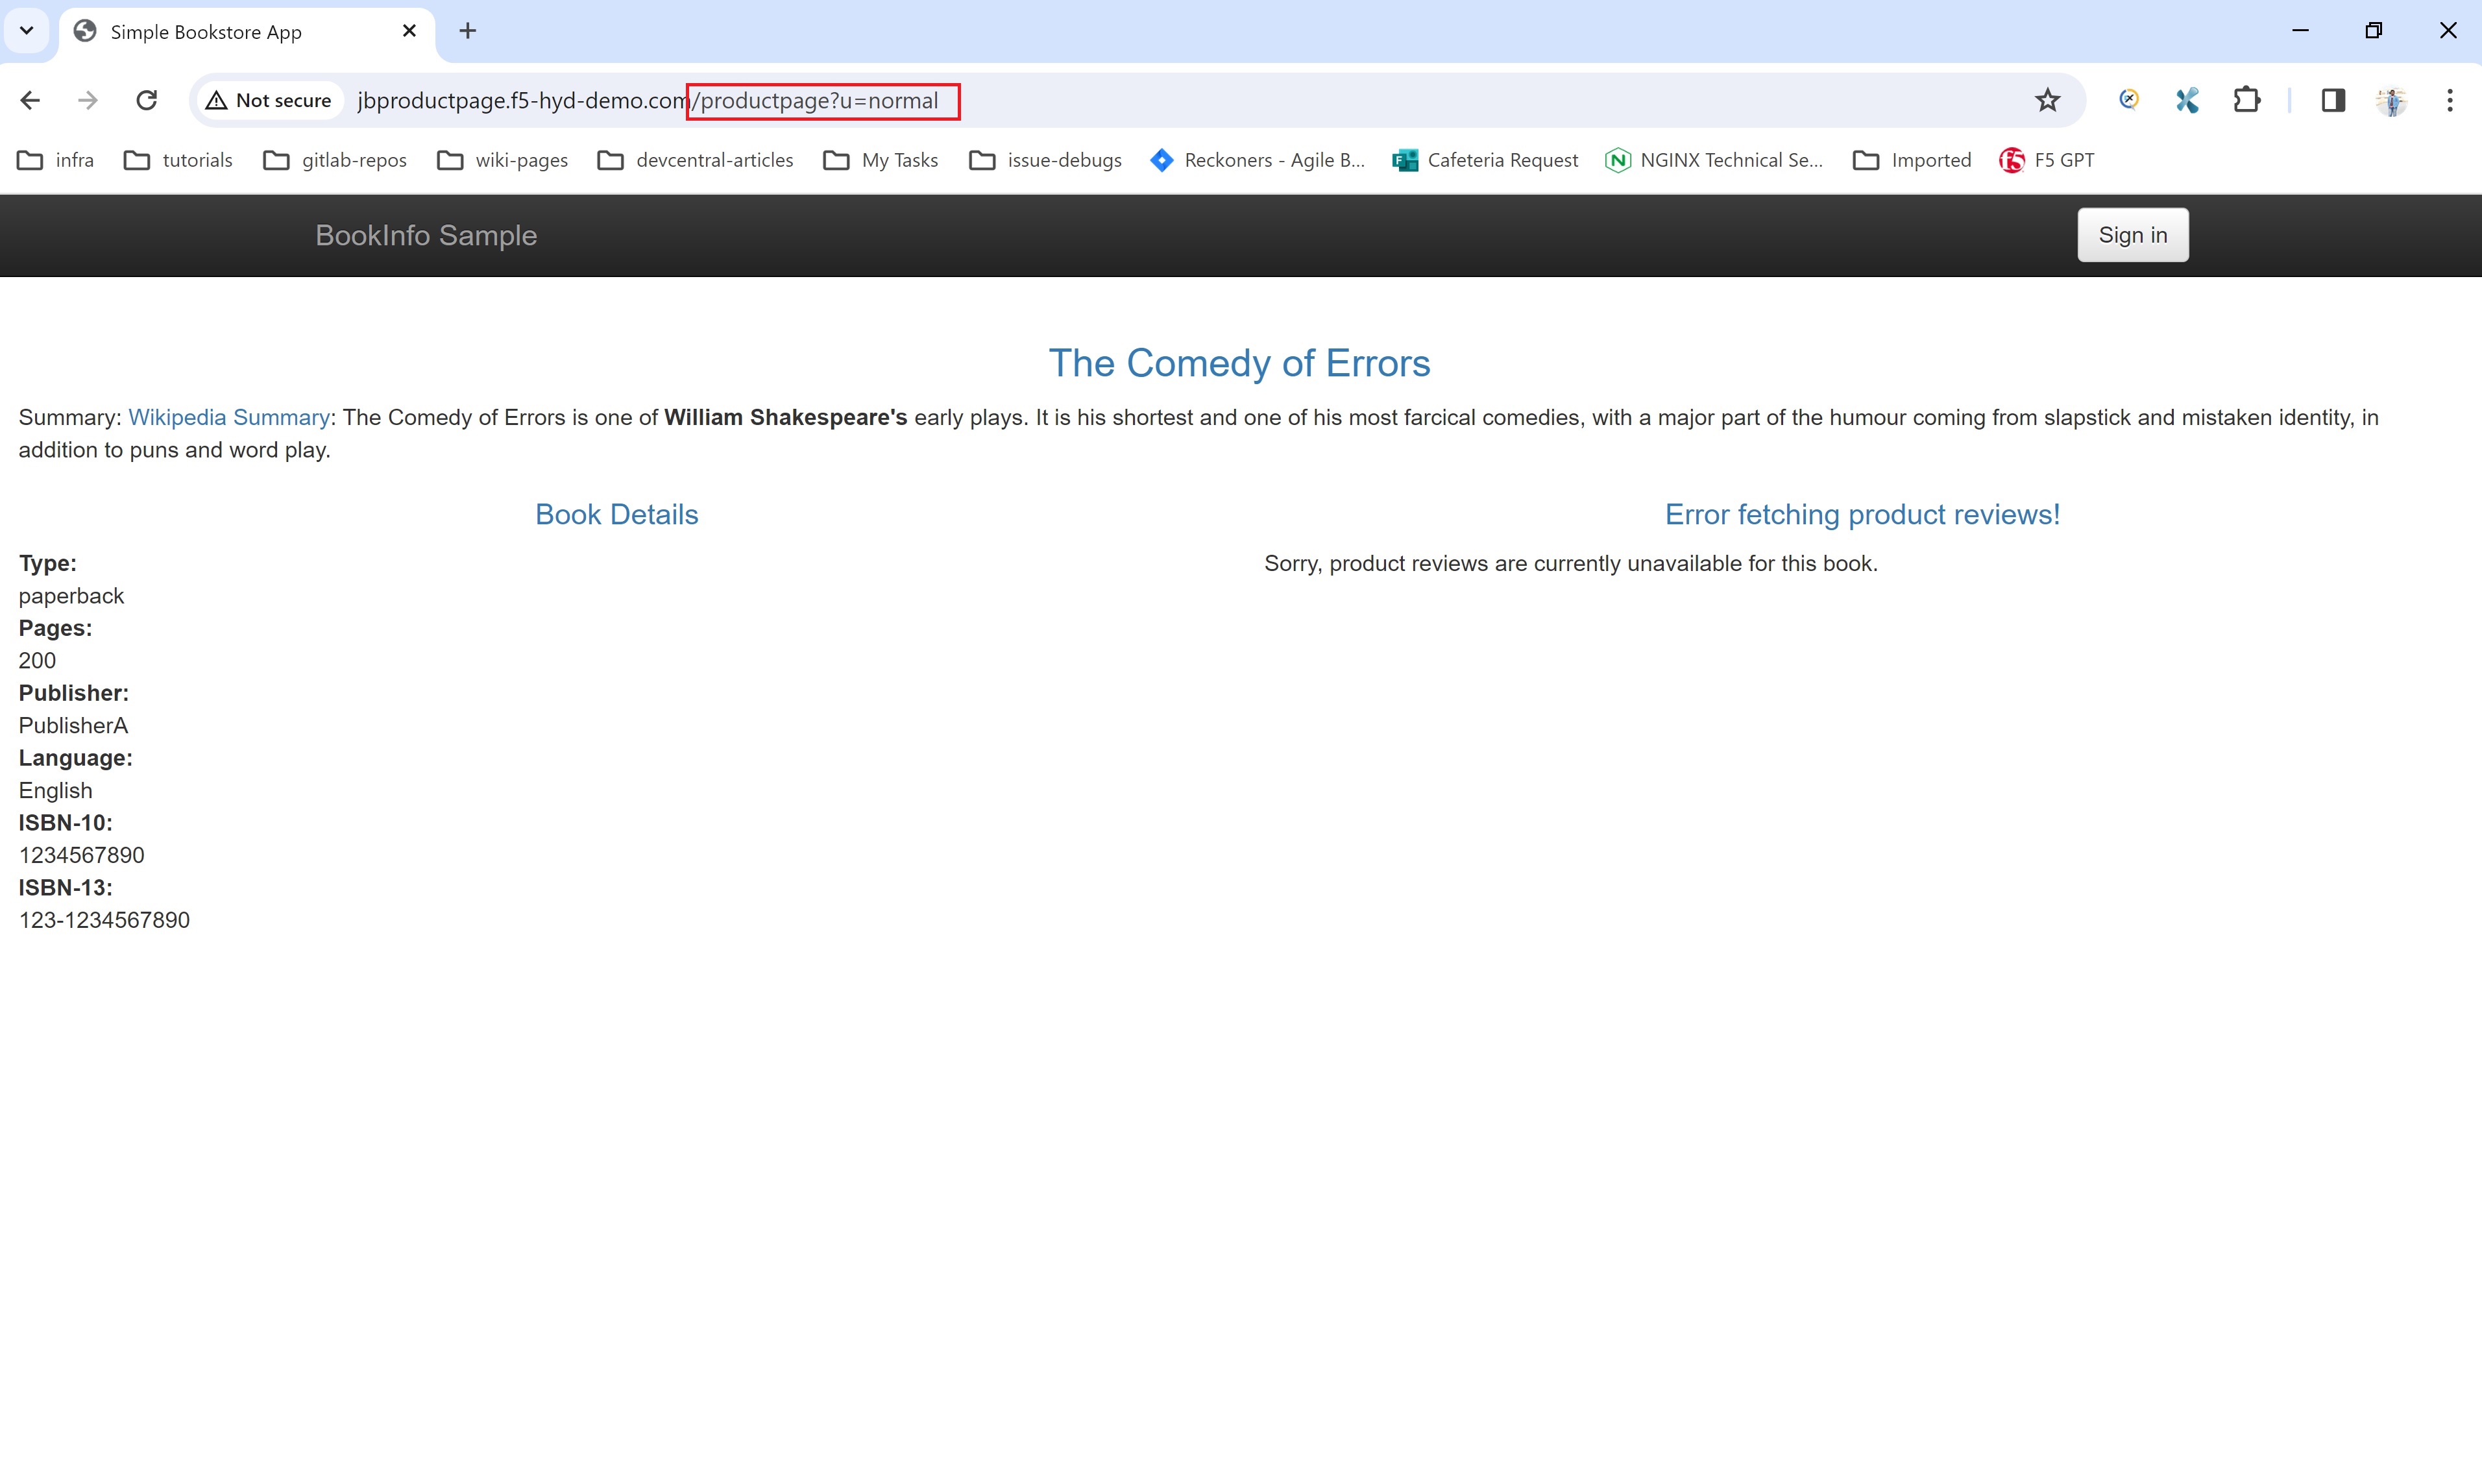 Simple Bookstore App
Not secure
jbproductpage.f5-hyd-demo.com/productpage?u=normal
infra
tutorials
gitlab-repos
wiki-pages
devcentral-articles
My Tasks
issue-debugs
Reckoners - Agile B...
Cafeteria Request
NGINX Technical Se...
Imported
F5 GPT
BookInfo Sample
Sign in
The Comedy of Errors
Summary: Wikipedia Summary: The Comedy of Errors is one of William Shakespeare's early plays. It is his shortest and one of his most farcical comedies, with a major part of the humour coming from slapstick and mistaken identity, in
addition to puns and word play.
Book Details
Type:
paperback
Pages:
200
Publisher:
PublisherA
Language:
English
ISBN-10:
1234567890
ISBN-13:
123-1234567890
Error fetching product reviews!
Sorry, product reviews are currently unavailable for this book.